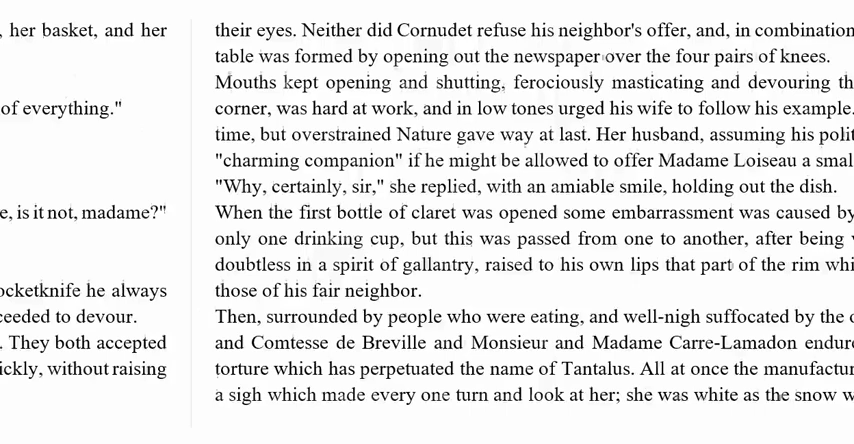 , her basket, and her
of everything."
e, is it not, madame?"
ocketknife he always
ceeded to devour.
. They both accepted
ickly, without raising
their eyes. Neither did Cornudet refuse his neighbor's offer, and, in combination
table was formed by opening out the newspaper over the four pairs of knees.
Mouths kept opening and shutting, ferociously masticating and devouring th
corner, was hard at work, and in low tones urged his wife to follow his example.
time, but overstrained Nature gave way at last. Her husband, assuming his polit
"charming companion" if he might be allowed to offer Madame Loiseau a smal
"Why, certainly, sir," she replied, with an amiable smile, holding out the dish.
When the first bottle of claret was opened some embarrassment was caused by
only one drinking cup, but this was passed from one to another, after being
doubtless in a spirit of gallantry, raised to his own lips that part of the rim whi
those of his fair neighbor.
Then, surrounded by people who were eating, and well-nigh suffocated by the o
and Comtesse de Breville and Monsieur and Madame Carre-Lamadon endur
torture which has perpetuated the name of Tantalus. All at once the manufactur
a sigh which made every one turn and look at her; she was white as the snow w